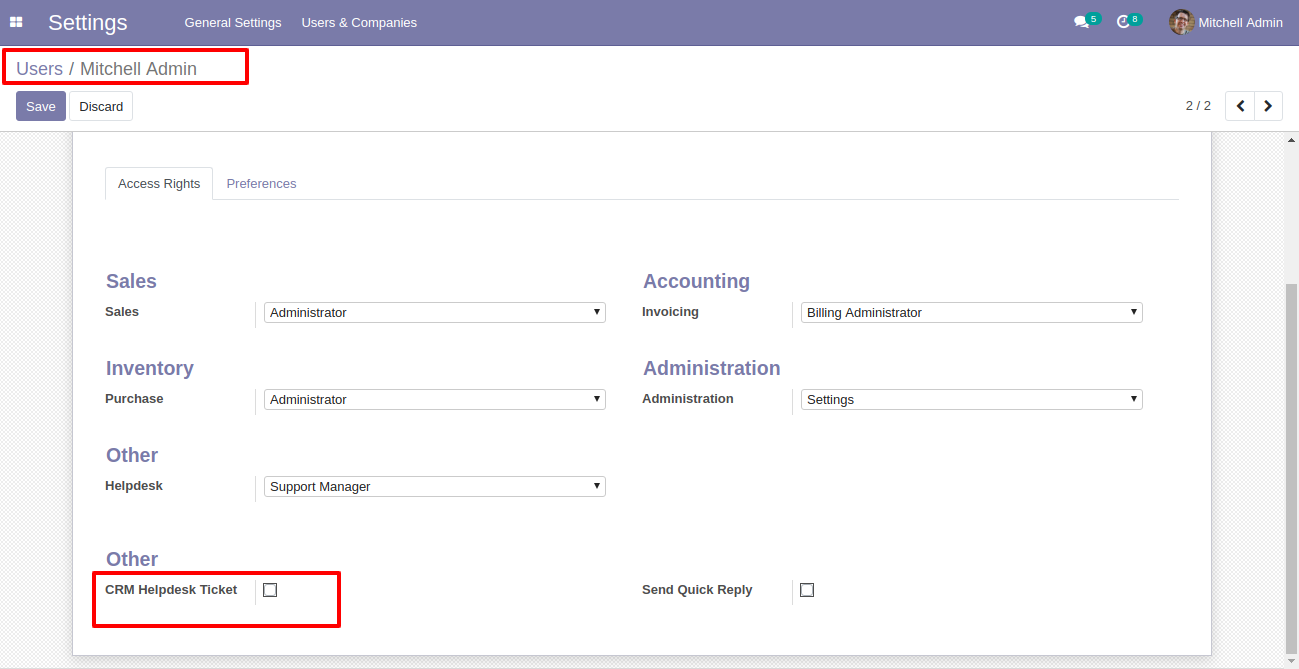 Settings General Settings Users & Companies 5 8 Mitchell Admin
Users / Mitchell Admin
Save Discard 2 / 2
Access Rights Preferences
Sales Accounting
Sales Administrator Invoicing Billing Administrator
Inventory Administration
Purchase Administrator Administration Settings
Other
Helpdesk Support Manager
Other
CRM Helpdesk Ticket Send Quick Reply